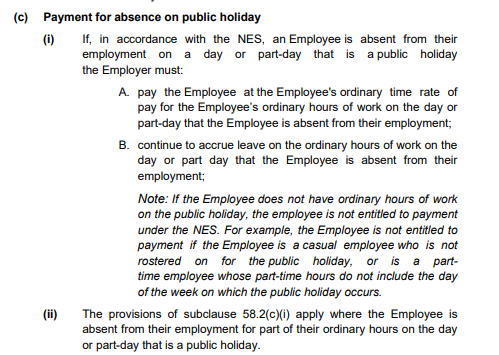 (c) Payment for absence on public holiday
(i) If, in accordance with the NES, an Employee is absent from their
employment on a day or part-day that is a public holiday
the Employer must:
A. pay the Employee at the Employee's ordinary time rate of
pay for the Employee's ordinary hours of work on the day or
part-day that the Employee is absent from their employment;
B. continue to accrue leave on the ordinary hours of work on the
day or part day that the Employee is absent from their
employment;
Note: If the Employee does not have ordinary hours of work
on the public holiday, the employee is not entitled to payment
under the NES. For example, the Employee is not entitled to
payment if the Employee is a casual employee who is not
rostered on for the public holiday, or is a part-
time employee whose part-time hours do not include the day
of the week on which the public holiday occurs.
(ii) The provisions of subclause 58.2(c)(i) apply where the Employee is
absent from their employment for part of their ordinary hours on the day
or part-day that is a public holiday.